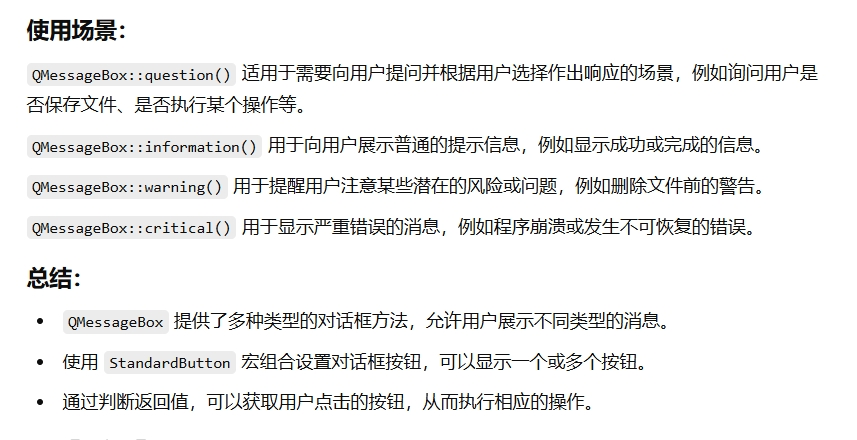 使用场景：
QMessageBox::question() 适用于需要向用户提问并根据用户选择作出响应的场景，例如询问用户是
否保存文件、是否执行某个操作等。
QMessageBox::information() 用于向用户展示普通的提示信息，例如显示成功或完成的信息。
QMessageBox::warning() 用于提醒用户注意某些潜在的风险或问题，例如删除文件前的警告。
QMessageBox::critical() 用于显示严重错误的消息，例如程序崩溃或发生不可恢复的错误。
总结：
• QMessageBox 提供了多种类型的对话框方法，允许用户展示不同类型的消息。
• 使用 StandardButton 宏组合设置对话框按钮，可以显示一个或多个按钮。
• 通过判断返回值，可以获取用户点击的按钮，从而执行相应的操作。